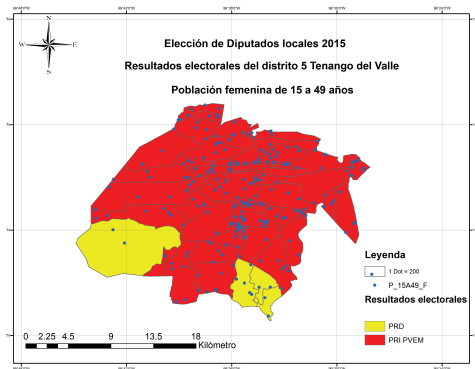 N
W
E
S
Elección de Diputados locales 2015
Resultados electorales del distrito 5 Tenango del Valle
Población femenina de 15 a 49 años
Leyenda
1 Dot = 200
P_15A49_F
Resultados electorales
PRD
PRI PVEM
0 2.25 4.5 9 13.5 18
Kilómetro